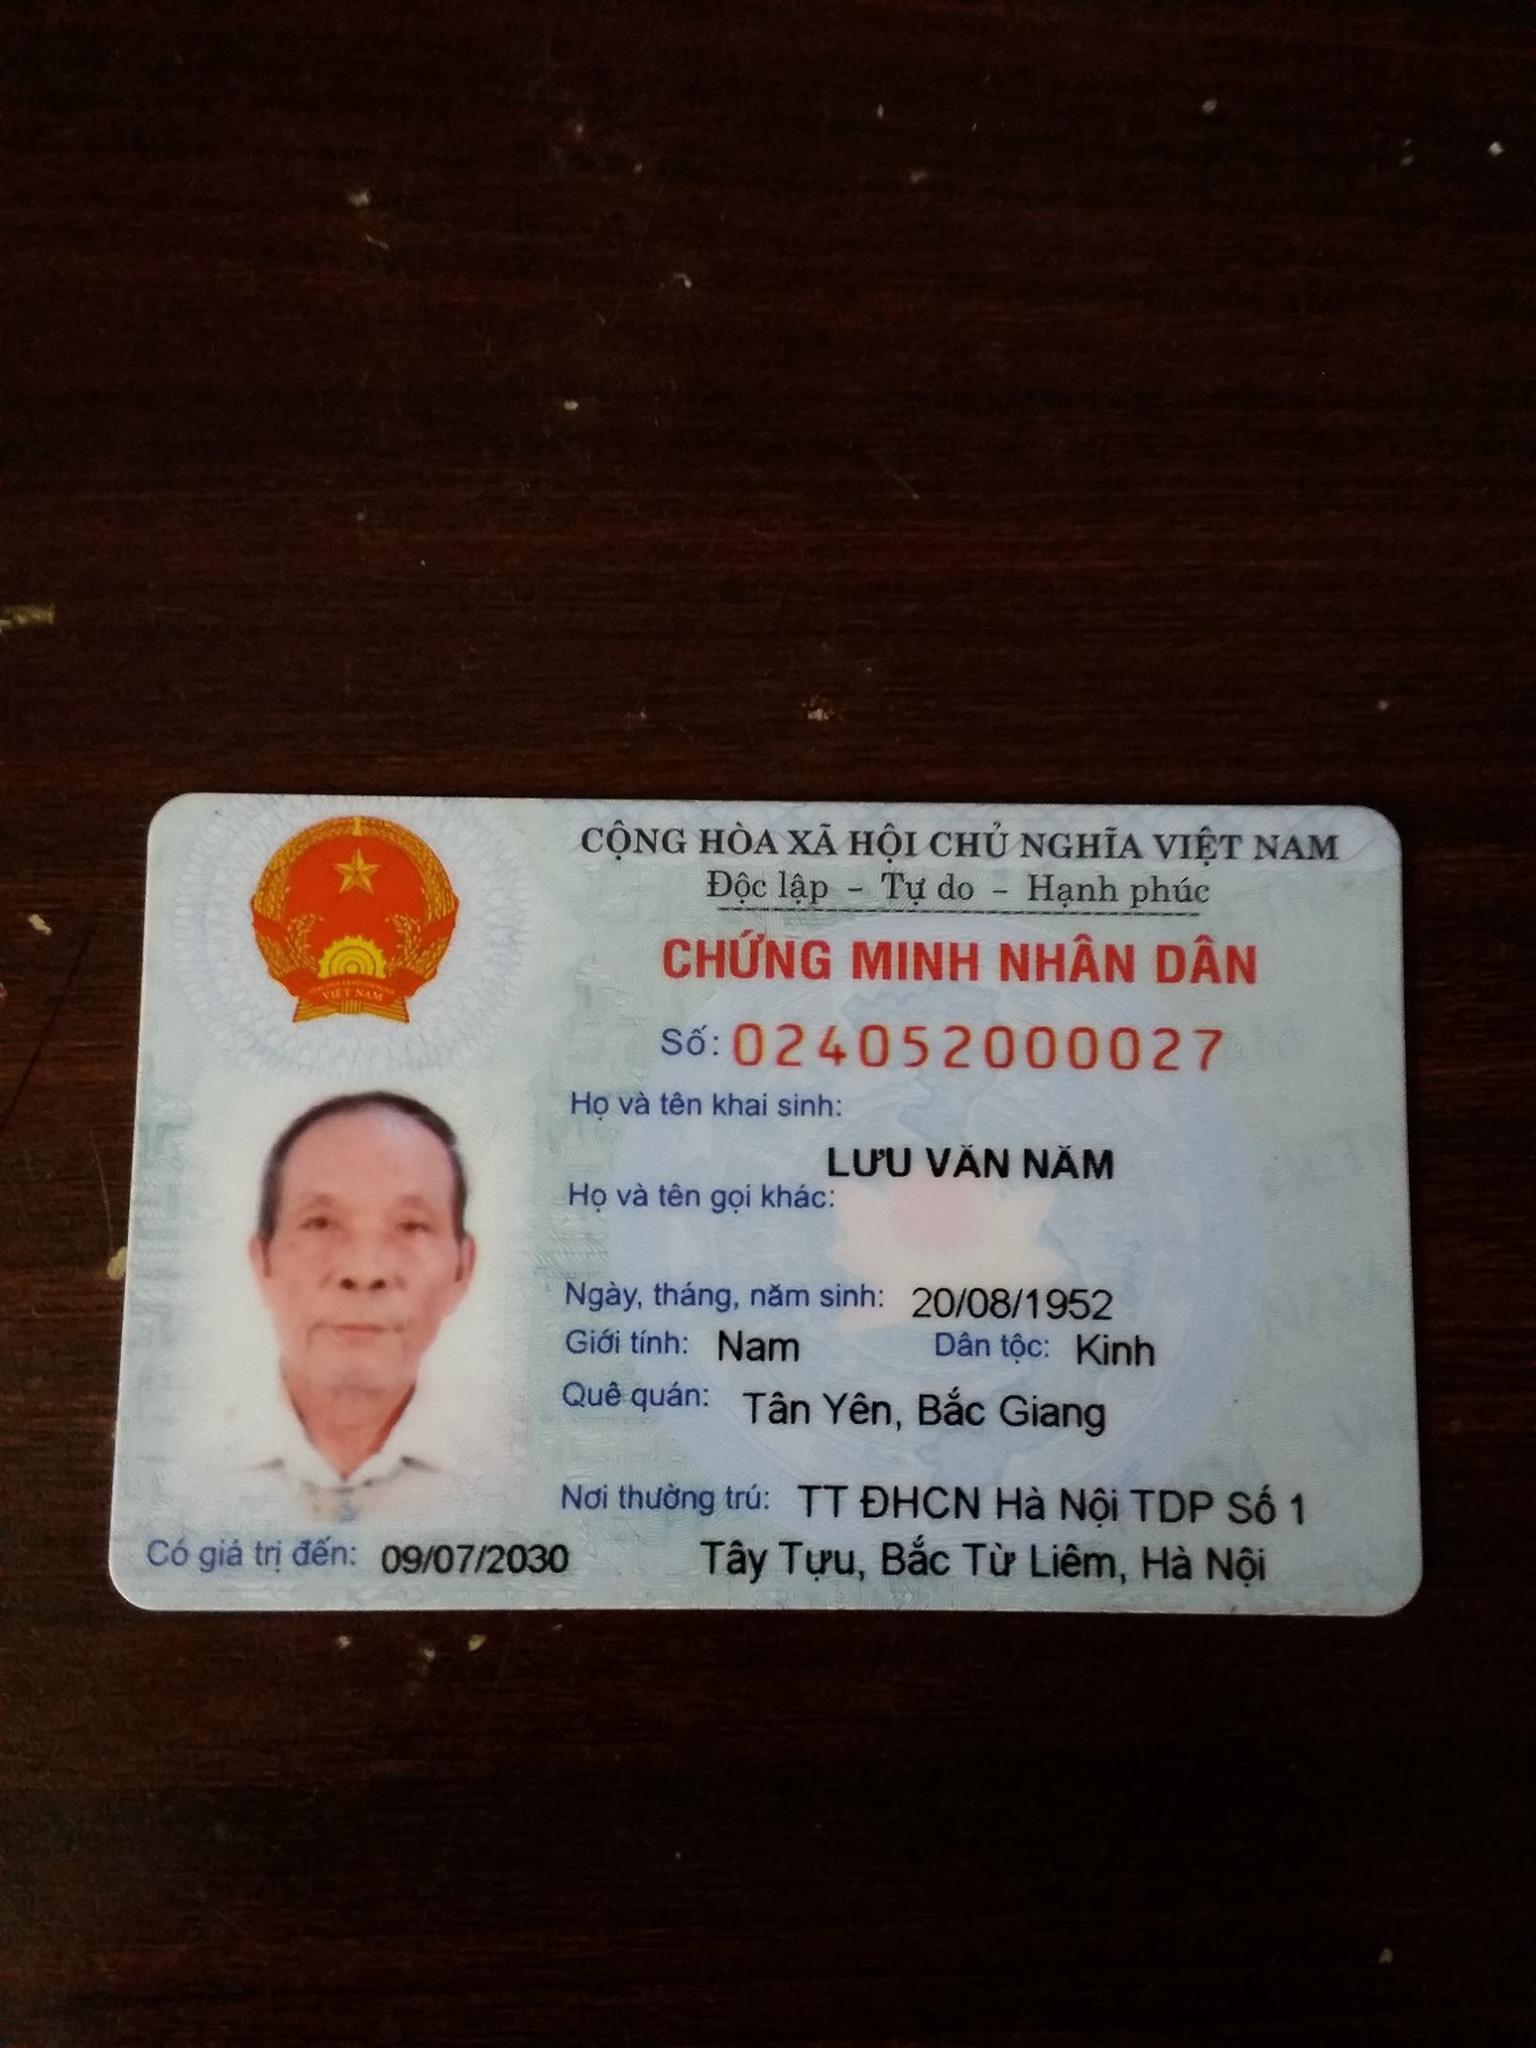 CỘNG HÒA XÃ HỘI CHỦ NGHĨA VIỆT NAM
Độc lập - Tự do - Hạnh phúc
CHỨNG MINH NHÂN DÂN
Số: 024052000027
Họ và tên khai sinh:
LƯU VĂN NĂM
Họ và tên gọi khác:
Ngày, tháng, năm sinh: 20/08/1952
Giới tính: Nam Dân tộc: Kinh
Quê quán: Tân Yên, Bắc Giang
Nơi thường trú: TT ĐHCN Hà Nội TDP Số 1
Tây Tựu, Bắc Từ Liêm, Hà Nội
Có giá trị đến: 09/07/2030
VIỆT NAM